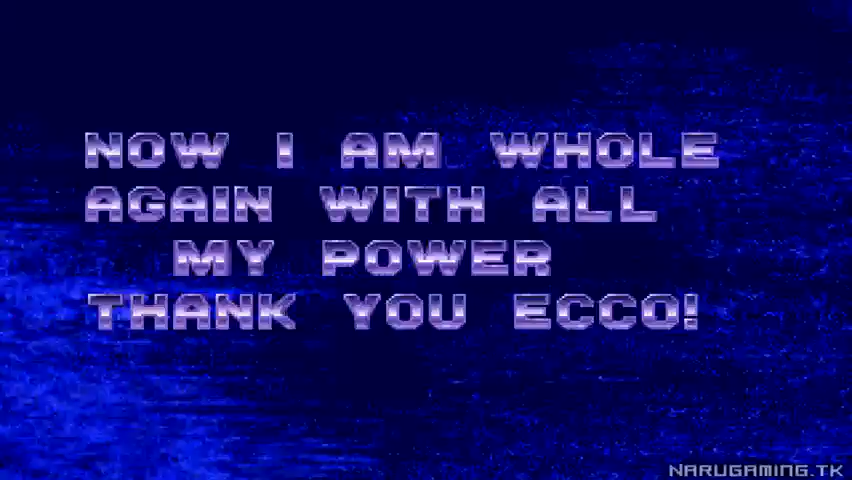 NOW I AM WHOLE
AGAIN WITH ALL
MY POWER
THANK YOU ECCO!
NARUGAMING.TK